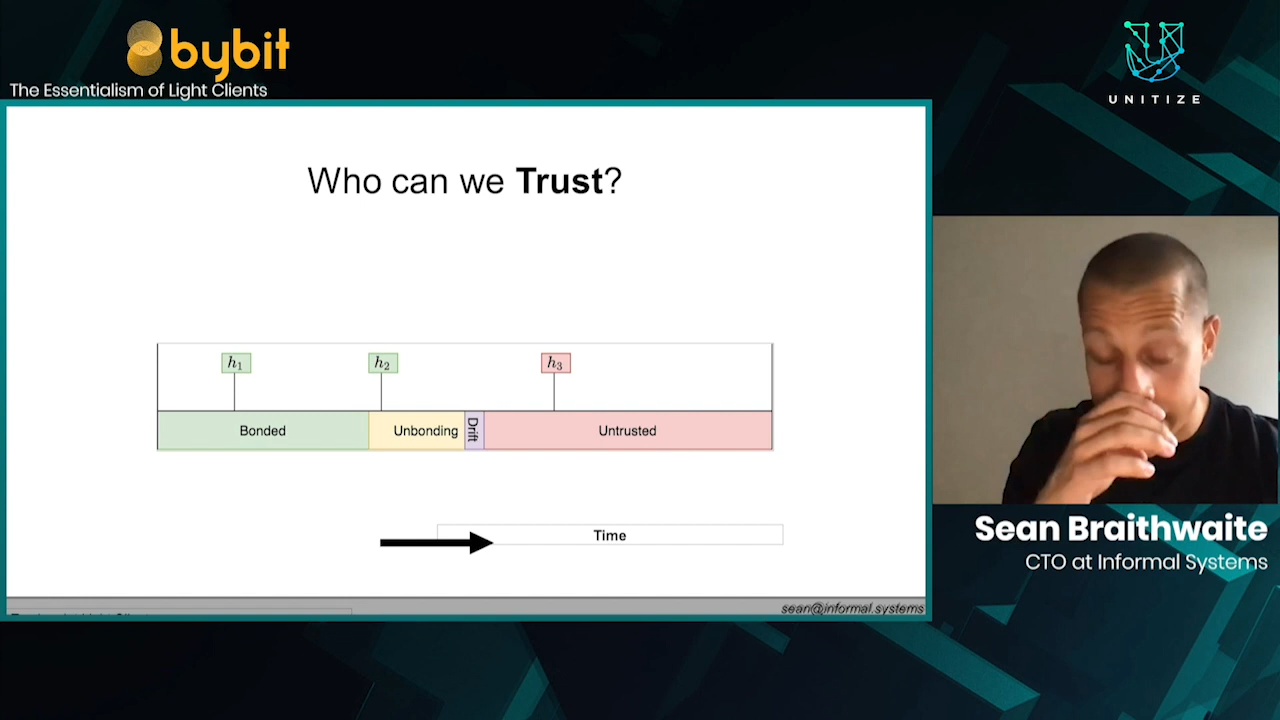 bybit
The Essentialism of Light Clients
UNITIZE
Who can we Trust?
h1
h2
h3
Bonded
Unbonding
Drift
Untrusted
Time
sean@informal.systems
Sean Braithwaite
CTO at Informal Systems